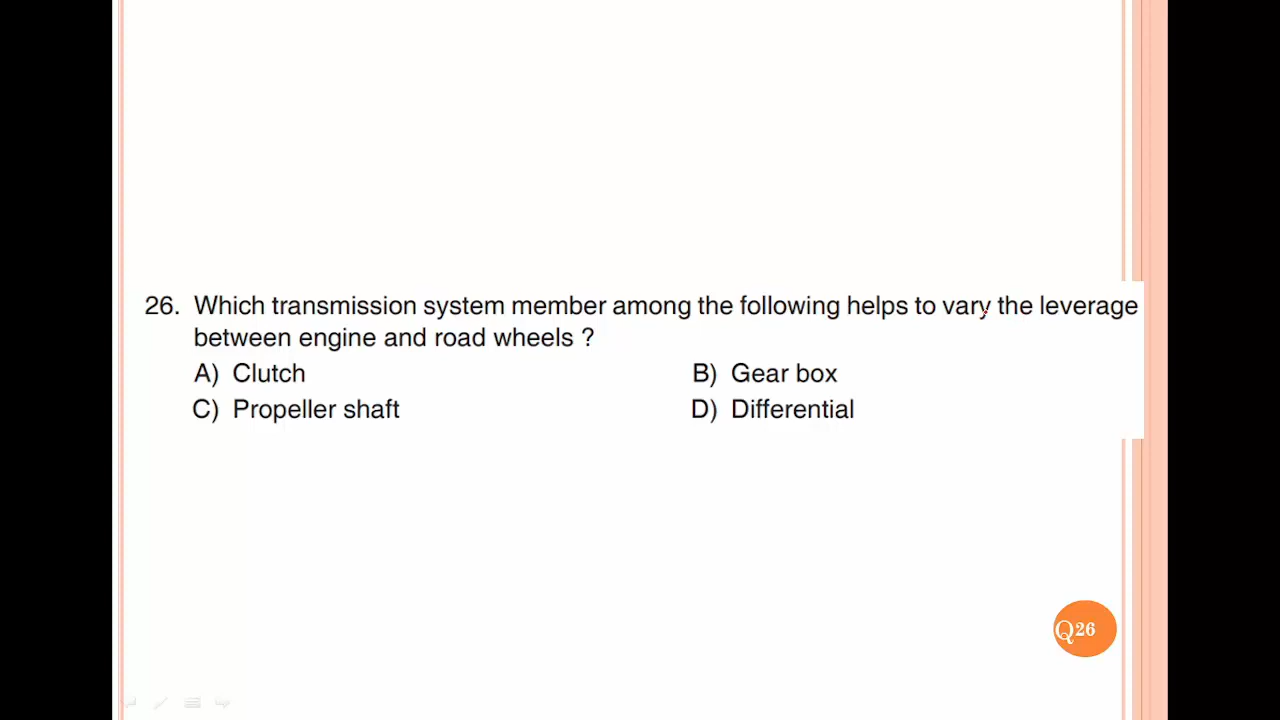 26. Which transmission system member among the following helps to vary the leverage
between engine and road wheels ?
A) Clutch B) Gear box
C) Propeller shaft D) Differential
Q26